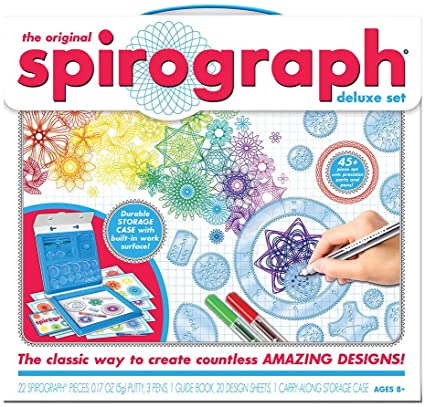 the original
spirograph®
deluxe set
45+
piece set with
precision
parts and
pens!
Durable
STORAGE
CASE with
built-in work
surface!
spirogr
The classic way to create countless AMAZING DESIGNS!
22 SPIROGRAPH® PIECES, 0.17 OZ (5g) PUTTY, 3 PENS, 1 GUIDE BOOK, 20 DESIGN SHEETS, 1 CARRY-ALONG STORAGE CASE AGES 8+